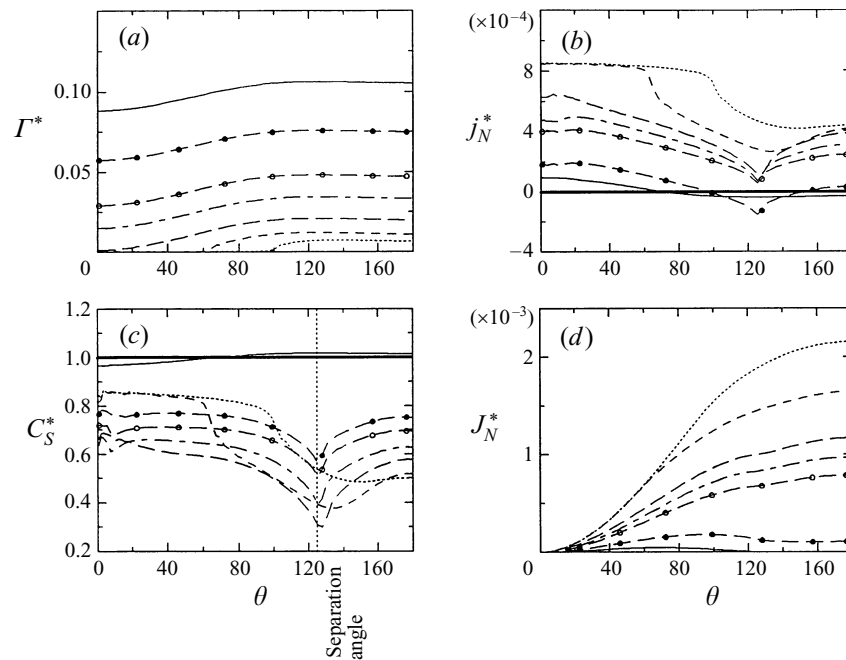 (a)
Γ*
0.10
0.05
0 40 80 120 160
(×10⁻⁴)
(b)
j*N
8
4
0
−4
0 40 80 120 160
(c)
C*S
1.2
1.0
0.8
0.6
0.4
0.2
0 40 80 120 160
θ
Separation
angle
(×10⁻³)
(d)
J*N
2
1
0
0 40 80 120 160
θ